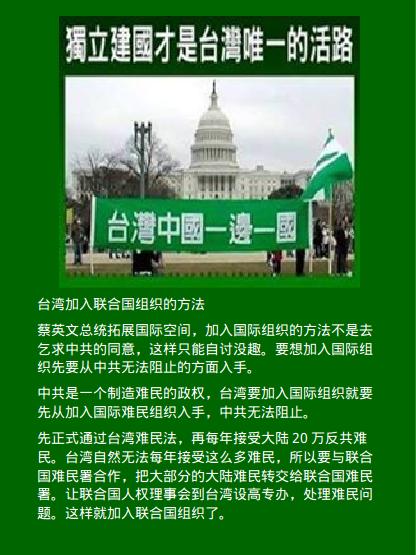 獨立建國才是台灣唯一的活路
台灣中國一邊一國
台湾加入联合国组织的方法
蔡英文总统拓展国际空间，加入国际组织的方法不是去
乞求中共的同意，这样只能自讨没趣。要想加入国际组
织先要从中共无法阻止的方面入手。
中共是一个制造难民的政权，台湾要加入国际组织就要
先从加入国际难民组织入手，中共无法阻止。
先正式通过台湾难民法，再每年接受大陆 20 万反共难
民。台湾自然无法每年接受这么多难民，所以要与联合
国难民署合作，把大部分的大陆难民转交给联合国难民
署。让联合国人权理事会到台湾设高专办，处理难民问
题。这样就加入联合国组织了。